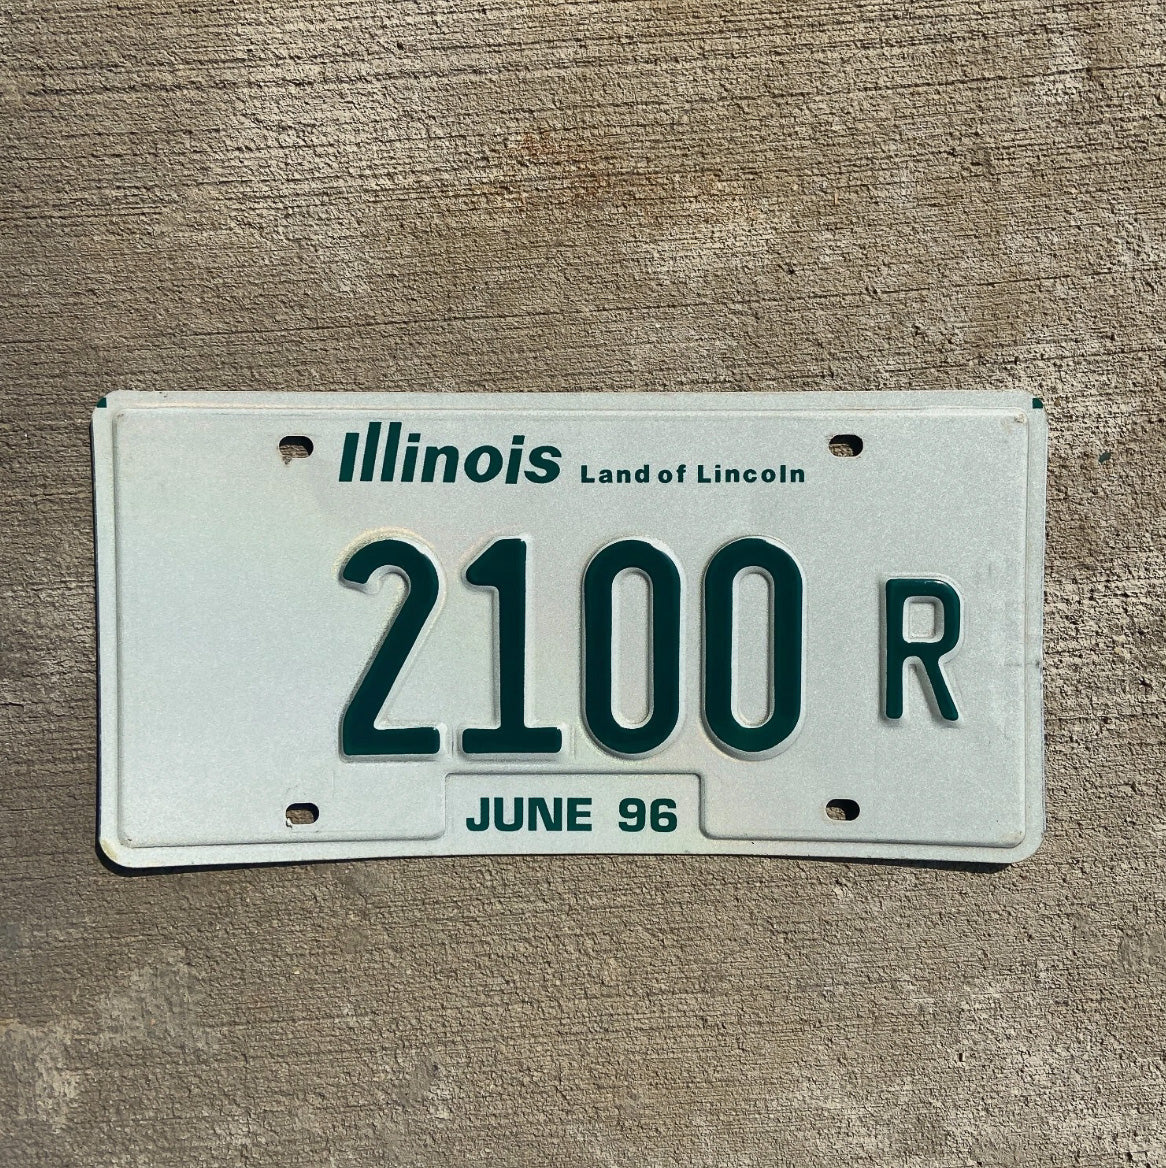 Illinois Land of Lincoln
2100 R
JUNE 96